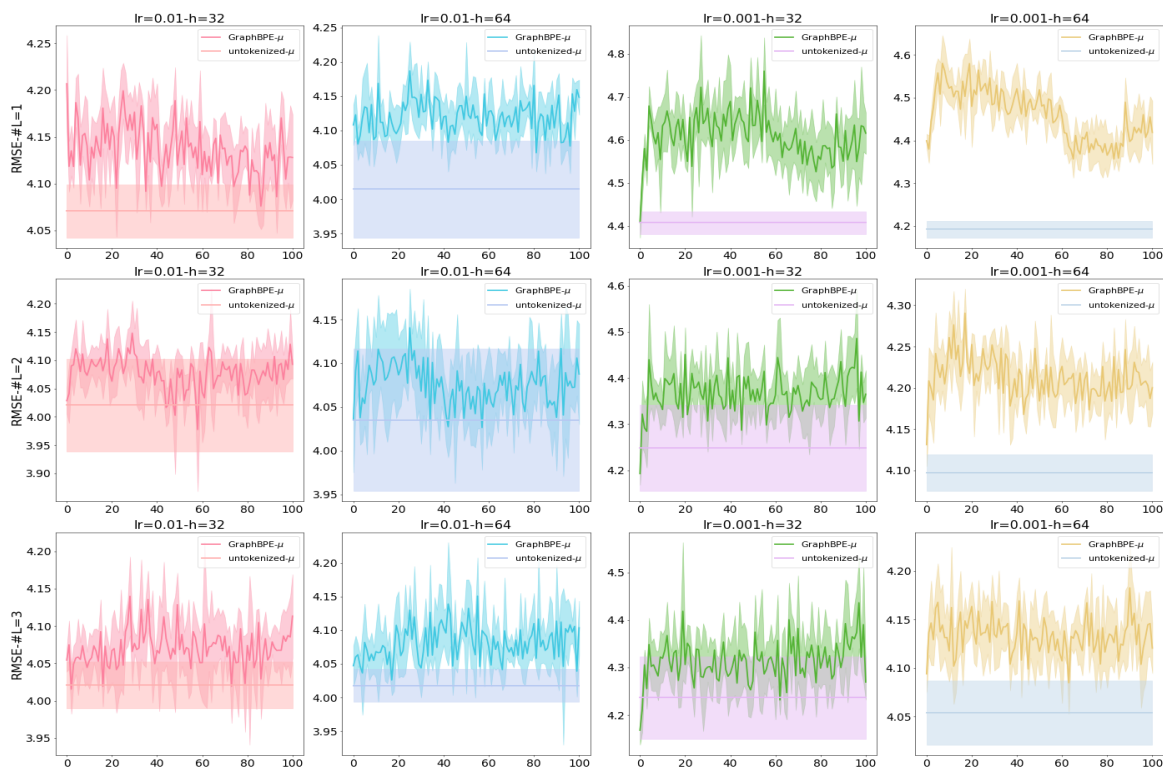 lr=0.01-h=32
4.25
4.20
4.15
4.10
4.05
0 20 40 60 80 100
GraphBPE-μ
untokenized-μ
RMSE-#L=1
lr=0.01-h=64
4.25
4.20
4.15
4.10
4.05
4.00
3.95
0 20 40 60 80 100
GraphBPE-μ
untokenized-μ
lr=0.001-h=32
4.8
4.7
4.6
4.5
4.4
0 20 40 60 80 100
GraphBPE-μ
untokenized-μ
lr=0.001-h=64
4.6
4.5
4.4
4.3
4.2
0 20 40 60 80 100
GraphBPE-μ
untokenized-μ
lr=0.01-h=32
4.20
4.15
4.10
4.05
4.00
3.95
3.90
0 20 40 60 80 100
GraphBPE-μ
untokenized-μ
RMSE-#L=2
lr=0.01-h=64
4.15
4.10
4.05
4.00
3.95
0 20 40 60 80 100
GraphBPE-μ
untokenized-μ
lr=0.001-h=32
4.6
4.5
4.4
4.3
4.2
0 20 40 60 80 100
GraphBPE-μ
untokenized-μ
lr=0.001-h=64
4.30
4.25
4.20
4.15
4.10
0 20 40 60 80 100
GraphBPE-μ
untokenized-μ
lr=0.01-h=32
4.20
4.15
4.10
4.05
4.00
3.95
0 20 40 60 80 100
GraphBPE-μ
untokenized-μ
RMSE-#L=3
lr=0.01-h=64
4.20
4.15
4.10
4.05
4.00
3.95
0 20 40 60 80 100
GraphBPE-μ
untokenized-μ
lr=0.001-h=32
4.5
4.4
4.3
4.2
0 20 40 60 80 100
GraphBPE-μ
untokenized-μ
lr=0.001-h=64
4.20
4.15
4.10
4.05
0 20 40 60 80 100
GraphBPE-μ
untokenized-μ